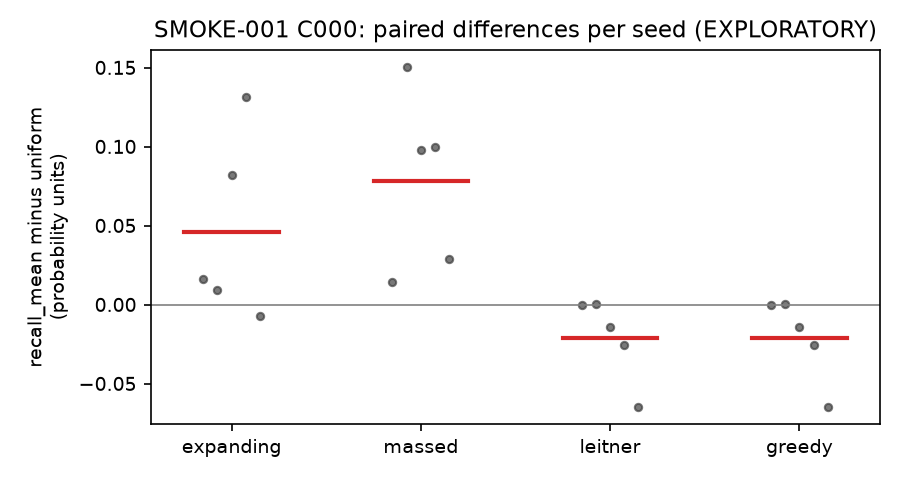 SMOKE-001 C000: paired differences per seed (EXPLORATORY)
recall_mean minus uniform
(probability units)
0.15
0.10
0.05
0.00
−0.05
expanding
massed
leitner
greedy